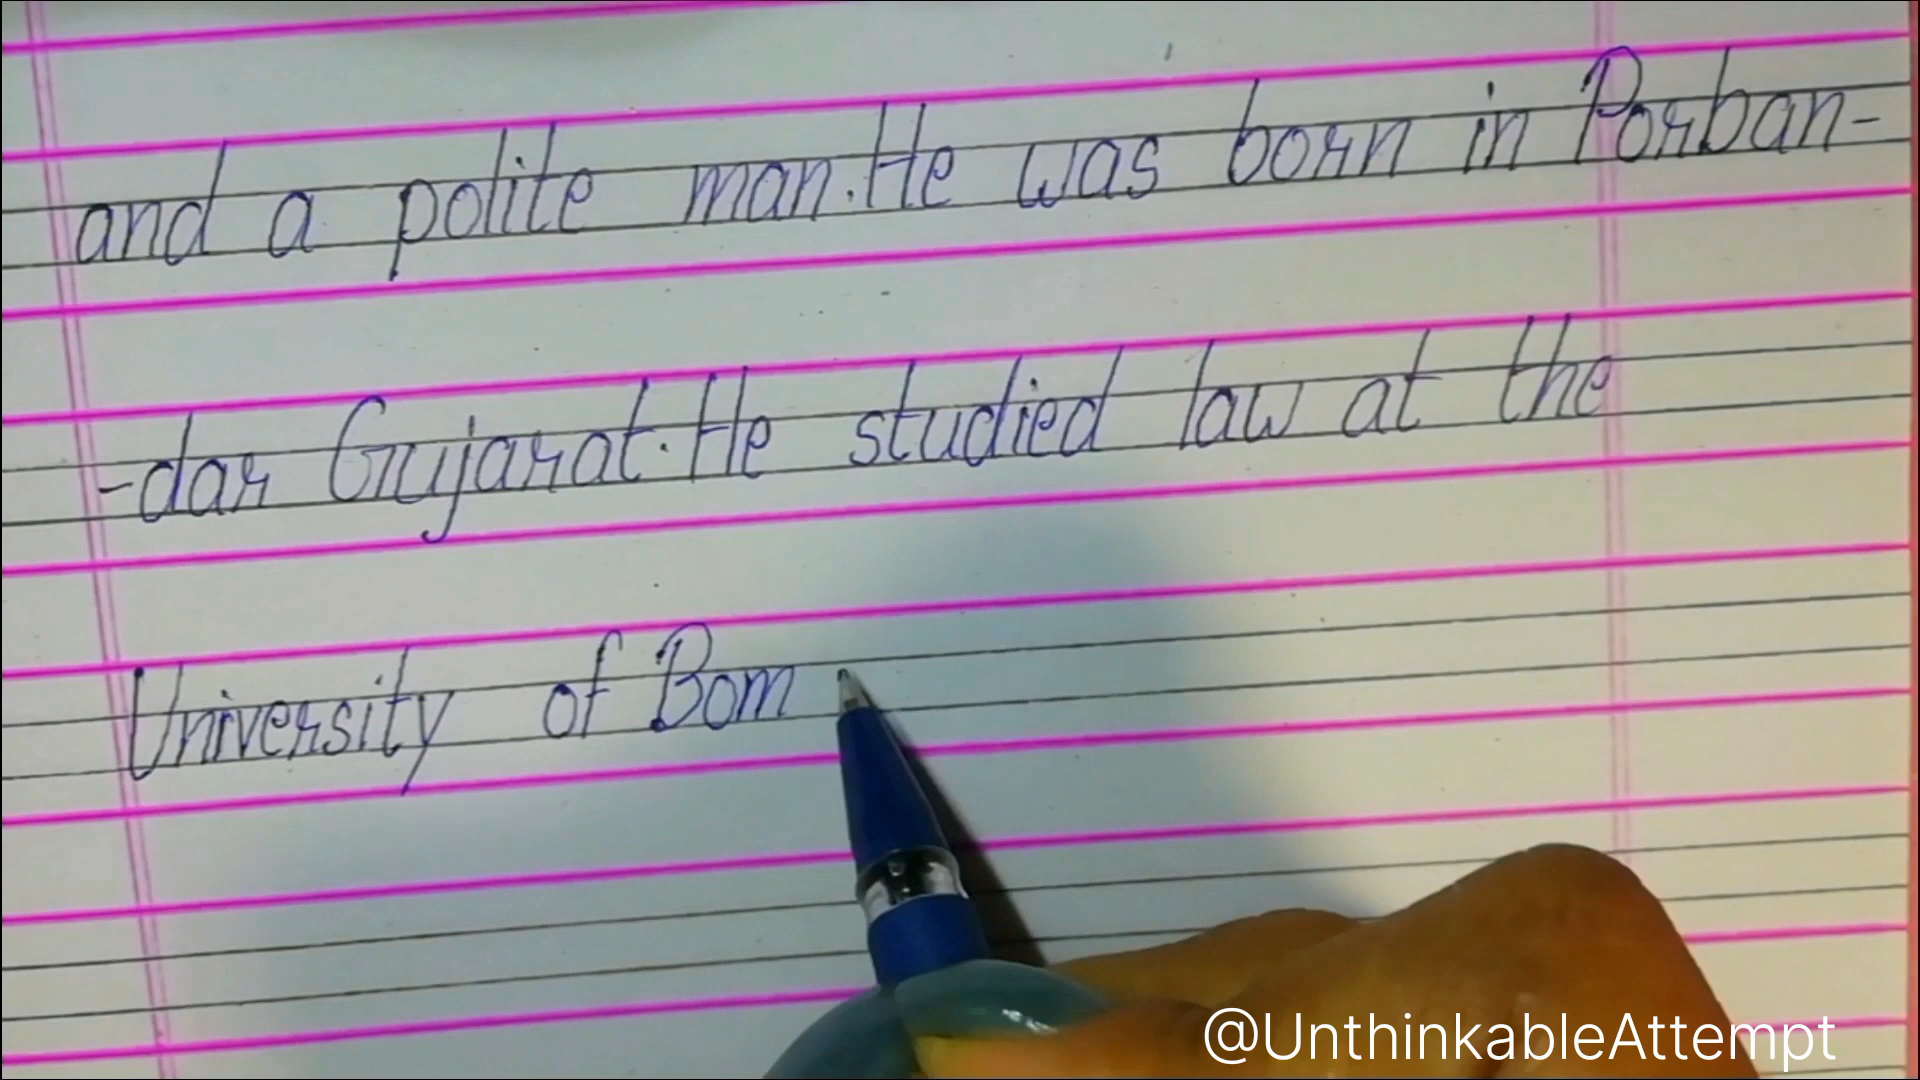 and a polite man. He was born in Porban-
-dar Gujarat. He studied law at the
University of Bom
@UnthinkableAttempt